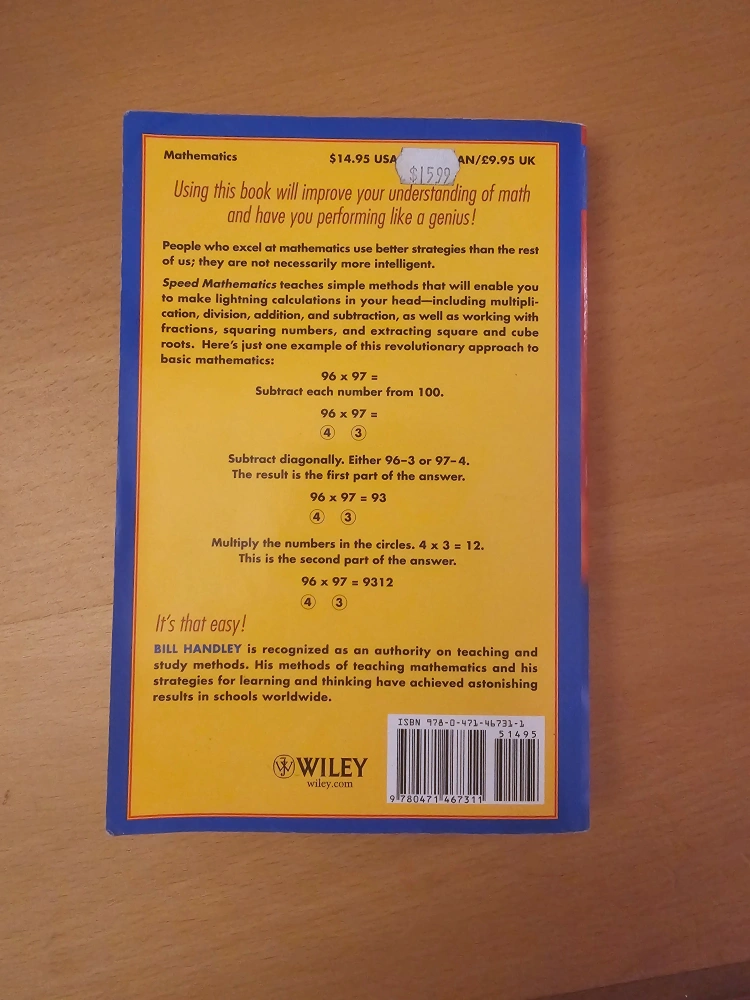 Mathematics $14.95 USA AN/£9.95 UK
$15.99
Using this book will improve your understanding of math
and have you performing like a genius!
People who excel at mathematics use better strategies than the rest
of us; they are not necessarily more intelligent.
Speed Mathematics teaches simple methods that will enable you
to make lightning calculations in your head—including multipli-
cation, division, addition, and subtraction, as well as working with
fractions, squaring numbers, and extracting square and cube
roots. Here's just one example of this revolutionary approach to
basic mathematics:
96 x 97 =
Subtract each number from 100.
96 x 97 =
4 3
Subtract diagonally. Either 96–3 or 97–4.
The result is the first part of the answer.
96 x 97 = 93
4 3
Multiply the numbers in the circles. 4 x 3 = 12.
This is the second part of the answer.
96 x 97 = 9312
4 3
It's that easy!
BILL HANDLEY is recognized as an authority on teaching and
study methods. His methods of teaching mathematics and his
strategies for learning and thinking have achieved astonishing
results in schools worldwide.
ISBN 978-0-471-46731-1
51495
WILEY
wiley.com
9 780471 467311